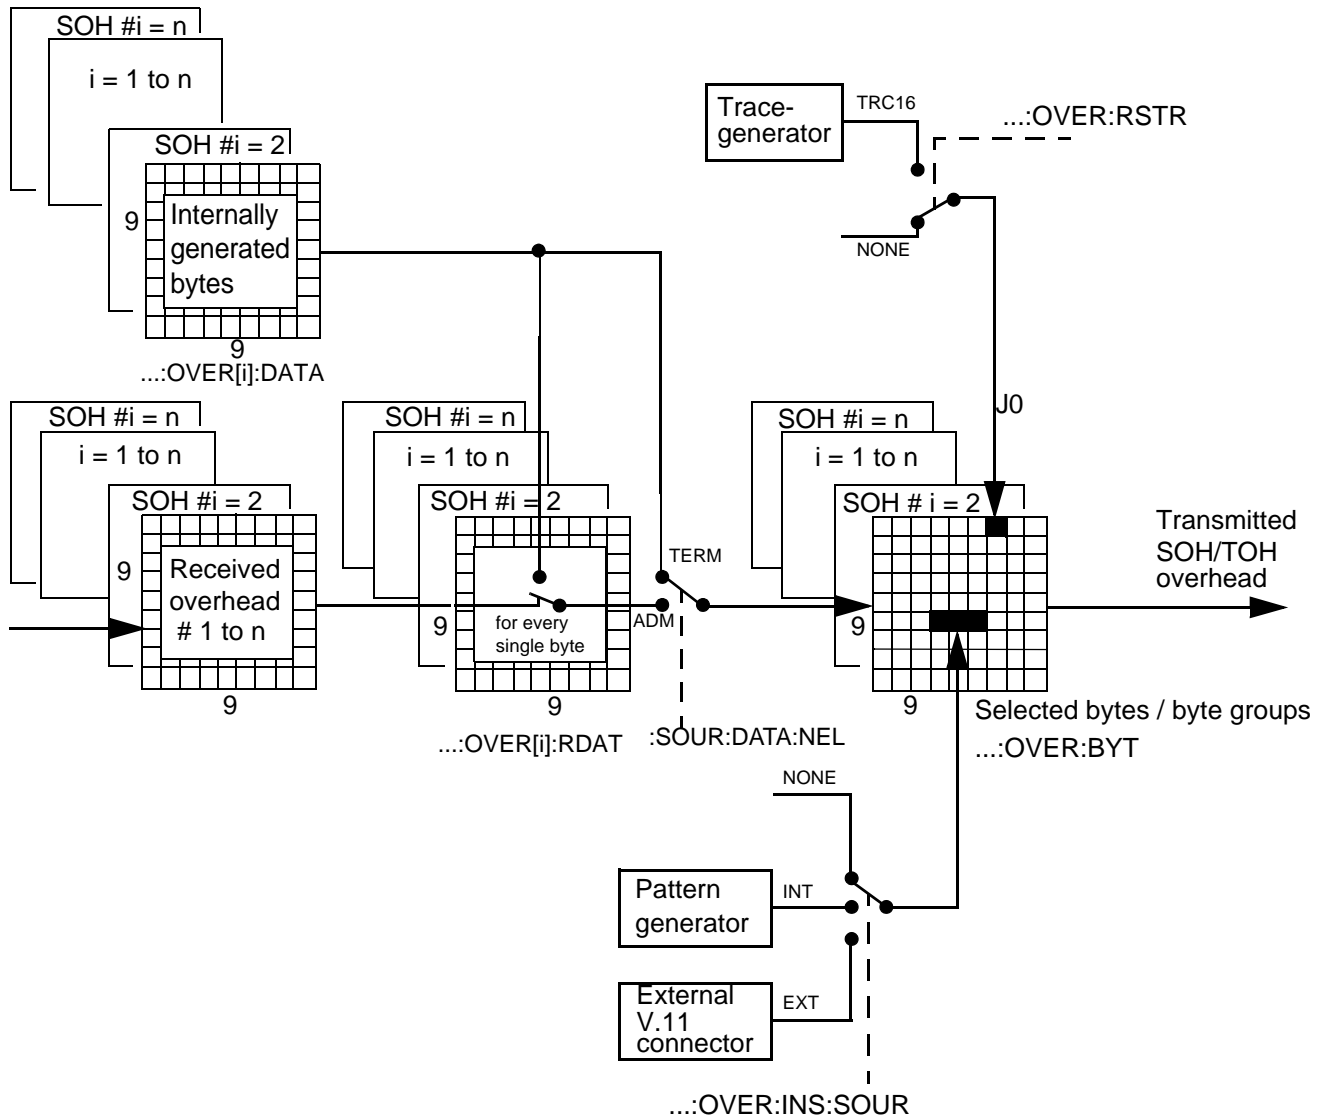 SOH #i = n
i = 1 to n
SOH #i = 2
9
Internally
generated
bytes
9
...:OVER[i]:DATA
Trace-
generator
TRC16
...:OVER:RSTR
NONE
J0
SOH #i = n
i = 1 to n
SOH #i = 2
9
Received
overhead
# 1 to n
9
SOH #i = n
i = 1 to n
SOH #i = 2
9
for every
single byte
9
...:OVER[i]:RDAT
TERM
ADM
:SOUR:DATA:NEL
SOH #i = n
i = 1 to n
SOH # i = 2
9
9
Transmitted
SOH/TOH
overhead
Selected bytes / byte groups
...:OVER:BYT
NONE
Pattern
generator
INT
External
V.11
connector
EXT
...:OVER:INS:SOUR